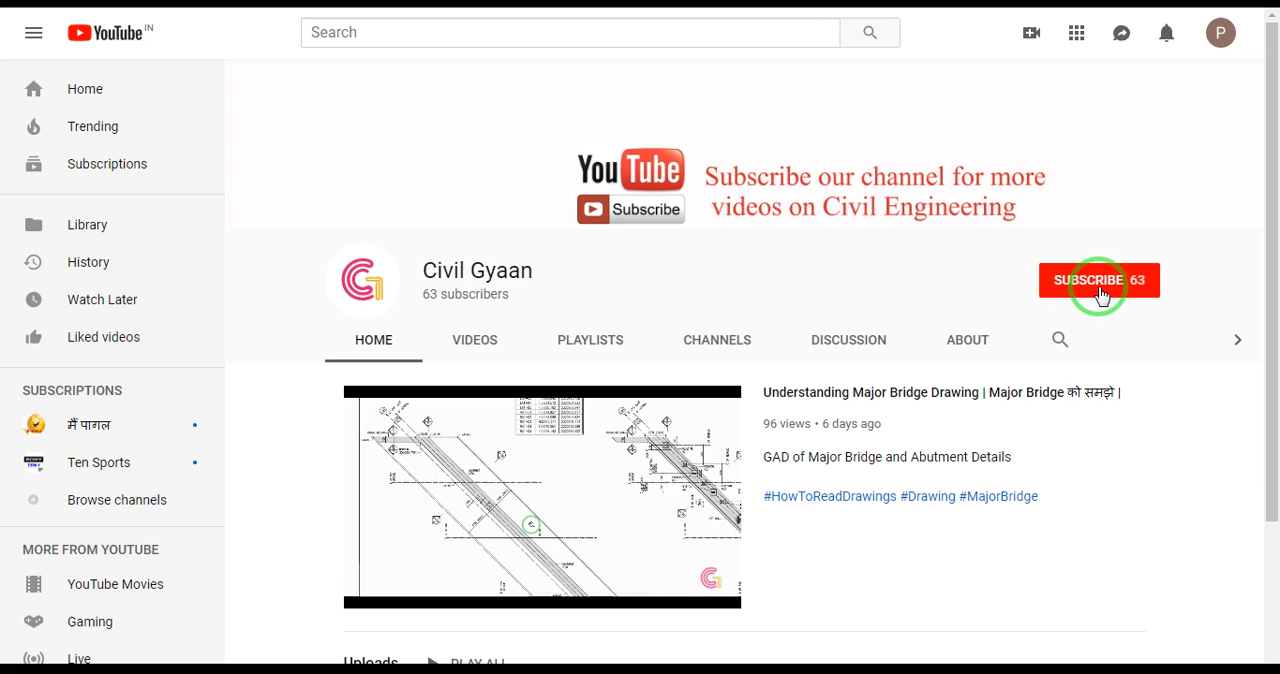 YouTube IN
Search
P
Home
Trending
Subscriptions
Library
History
Watch Later
Liked videos
SUBSCRIPTIONS
मैं पागल
Ten Sports
Browse channels
MORE FROM YOUTUBE
YouTube Movies
Gaming
Live
YouTube
Subscribe
Subscribe our channel for more
videos on Civil Engineering
Civil Gyaan
63 subscribers
SUBSCRIBE 63
HOME
VIDEOS
PLAYLISTS
CHANNELS
DISCUSSION
ABOUT
Understanding Major Bridge Drawing | Major Bridge को समझो |
96 views • 6 days ago
GAD of Major Bridge and Abutment Details
#HowToReadDrawings #Drawing #MajorBridge
Uploads
PLAY ALL